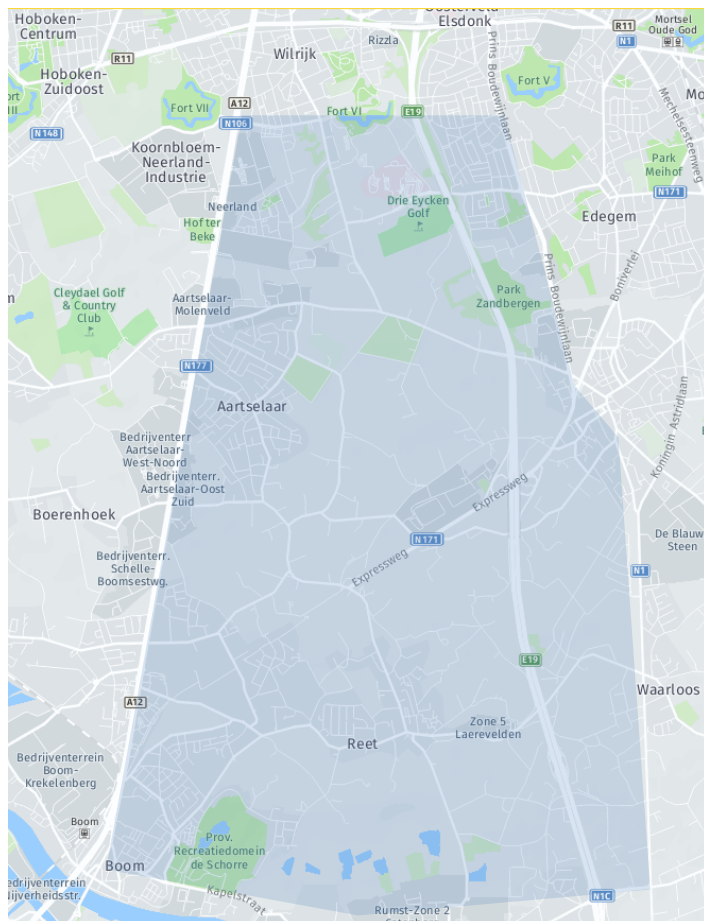 Oosterveld-
Elsdonk
Hoboken-
Centrum
Rizzla
R11
Mortsel
Oude God
N1
Wilrijk
R11
Hoboken-
Zuidoost
Fort V
Prins Boudewijnlaan
Mechelsesteenweg
Fort VII
A12
N106
Fort VI
E19
N148
Koornbloem-
Neerland-
Industrie
Park
Meihof
N171
Drie Eycken
Golf
Neerland
Edegem
Hof ter
Beke
Boniverlei
Prins Boudewijnlaan
Cleydael Golf
& Country
Club
Aartselaar-
Molenveld
Park
Zandbergen
N177
Koningin Astridlaan
Aartselaar
Bedrijventerr
Aartselaar-
West-Noord
Bedrijventerr.
Aartselaar-Oost
Zuid
Expressweg
Boerenhoek
N171
De Blauw
Steen
Bedrijventerr.
Schelle-
Boomsestwg.
Expressweg
N1
E19
Waarloos
A12
Zone 5
Laerevelden
Reet
Bedrijventerrein
Boom-
Krekelenberg
Boom
Prov.
Recreatiedomein
de Schorre
Boom
Kapelstraat
N1C
Rumst-Zone 2